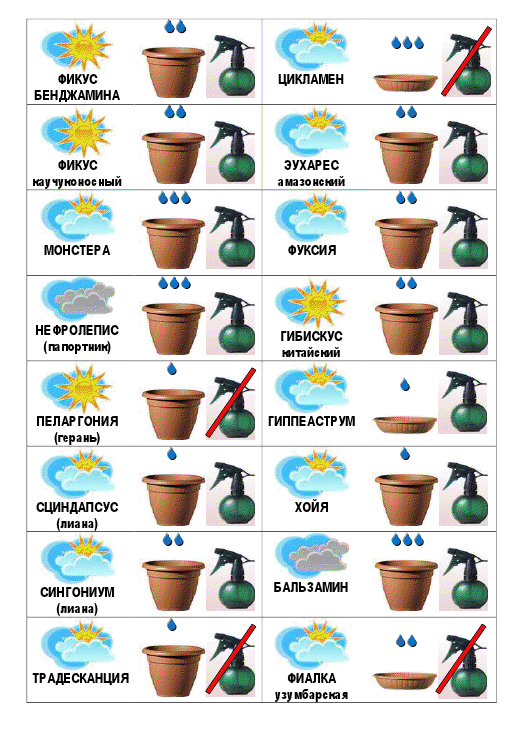 ФИКУС
БЕНДЖАМИНА
ЦИКЛАМЕН
ФИКУС
каучуконосный
ЭУХАРЕС
амазонский
МОНСТЕРА
ФУКСИЯ
НЕФРОЛЕПИС
(папортник)
ГИБИСКУС
китайский
ПЕЛАРГОНИЯ
(герань)
ГИППЕАСТРУМ
СЦИНДАПСУС
(лиана)
ХОЙЯ
СИНГОНИУМ
(лиана)
БАЛЬЗАМИН
ТРАДЕСКАНЦИЯ
ФИАЛКА
узумбарская